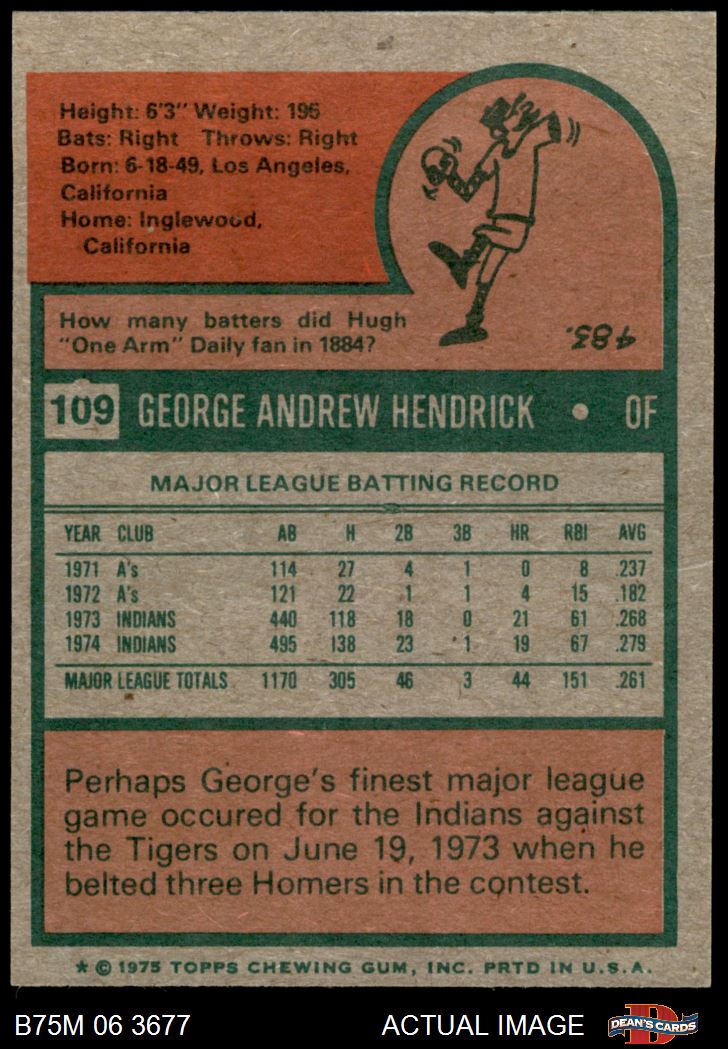 Height: 6'3" Weight: 195
Bats: Right Throws: Right
Born: 6-18-49, Los Angeles,
California
Home: Inglewood,
California
How many batters did Hugh
"One Arm" Daily fan in 1884?
483.
109 GEORGE ANDREW HENDRICK • OF
MAJOR LEAGUE BATTING RECORD
YEAR CLUB AB H 2B 3B HR RBI AVG
1971 A's 114 27 4 1 0 8 .237
1972 A's 121 22 1 1 4 15 .182
1973 INDIANS 440 118 18 0 21 61 .268
1974 INDIANS 495 138 23 1 19 67 .279
MAJOR LEAGUE TOTALS 1170 305 46 3 44 151 .261
Perhaps George's finest major league
game occured for the Indians against
the Tigers on June 19, 1973 when he
belted three Homers in the contest.
* © 1975 TOPPS CHEWING GUM, INC. PRTD IN U.S.A.
B75M 06 3677 ACTUAL IMAGE
D
DEAN'S CARDS